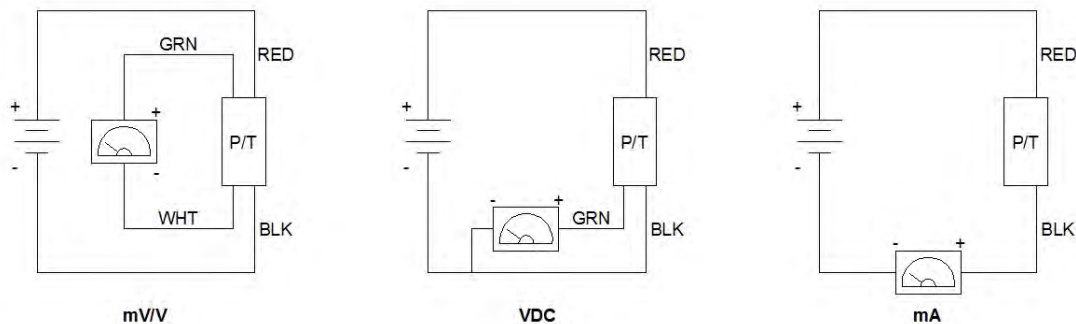 GRN
RED
+
+
P/T
-
-
WHT
BLK
mV/V
RED
+
P/T
-
-
+
GRN
BLK
VDC
RED
+
P/T
-
-
+
BLK
mA